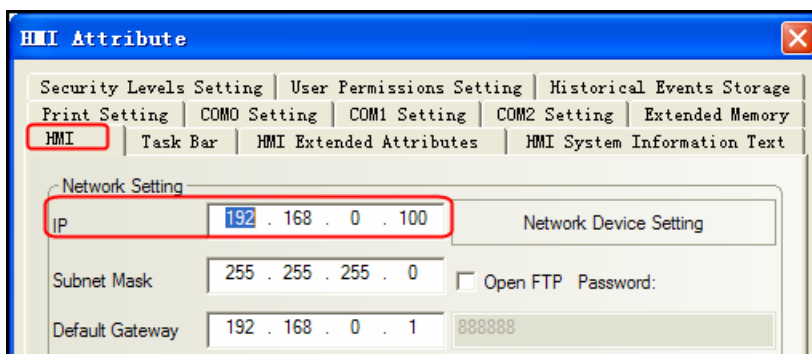 HMI Attribute
Security Levels Setting User Permissions Setting Historical Events Storage
Print Setting COM0 Setting COM1 Setting COM2 Setting Extended Memory
HMI Task Bar HMI Extended Attributes HMI System Information Text
Network Setting
IP 192 . 168 . 0 . 100 Network Device Setting
Subnet Mask 255 . 255 . 255 . 0 Open FTP Password:
Default Gateway 192 . 168 . 0 . 1 888888